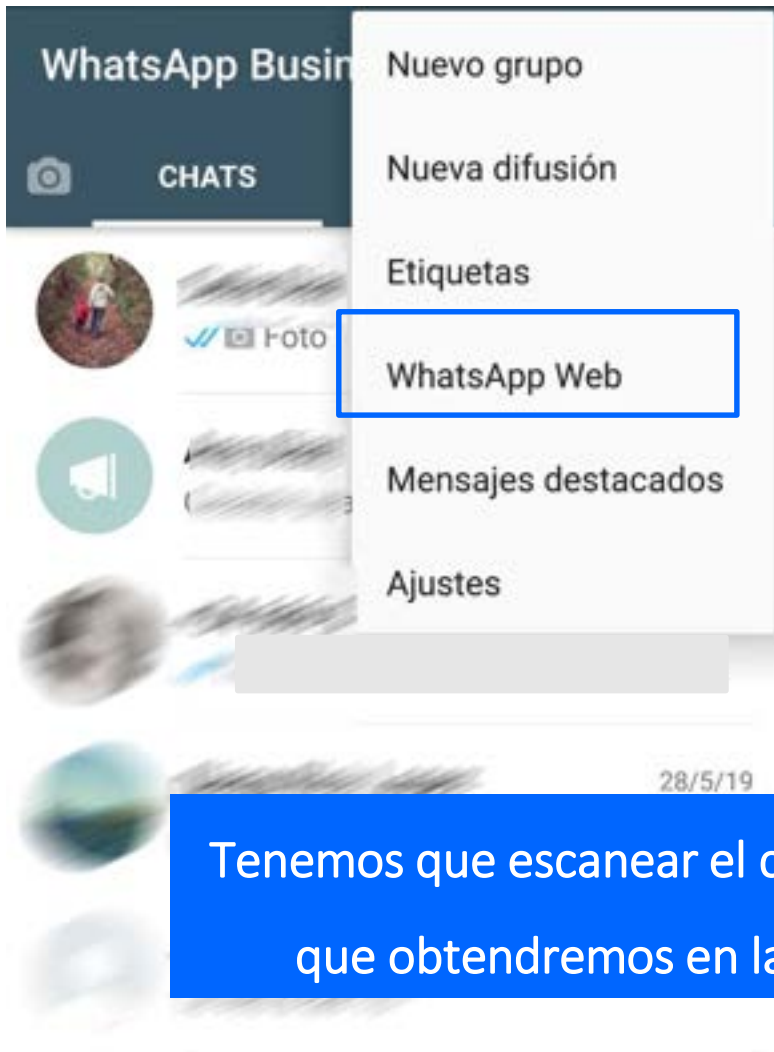 WhatsApp Busin
CHATS
Nuevo grupo
Nueva difusión
Etiquetas
WhatsApp Web
Mensajes destacados
Ajustes
Foto
28/5/19
Tenemos que escanear el
que obtendremos en la